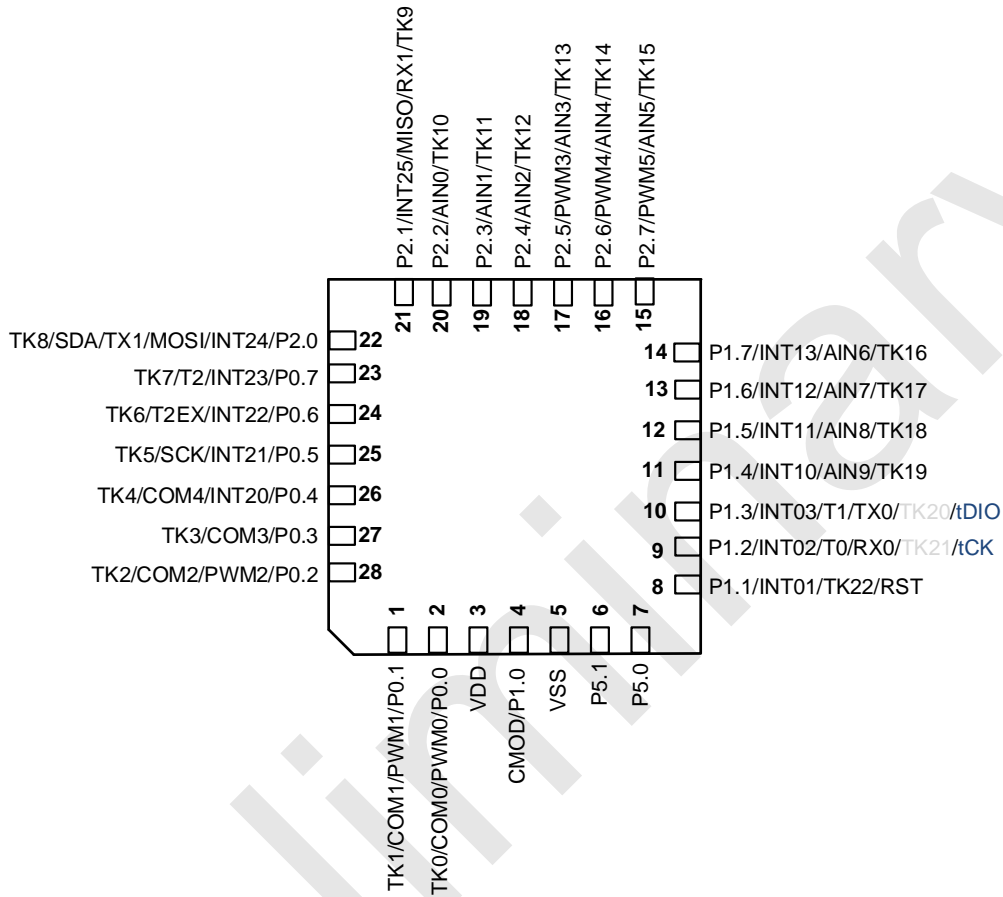 P2.1/INT25/MISO/RX1/TK9
P2.2/AIN0/TK10
P2.3/AIN1/TK11
P2.4/AIN2/TK12
P2.5/PWM3/AIN3/TK13
P2.6/PWM4/AIN4/TK14
P2.7/PWM5/AIN5/TK15
21 20 19 18 17 16 15
TK8/SDA/TX1/MOSI/INT24/P2.0 22
TK7/T2/INT23/P0.7 23
TK6/T2EX/INT22/P0.6 24
TK5/SCK/INT21/P0.5 25
TK4/COM4/INT20/P0.4 26
TK3/COM3/P0.3 27
TK2/COM2/PWM2/P0.2 28
14 P1.7/INT13/AIN6/TK16
13 P1.6/INT12/AIN7/TK17
12 P1.5/INT11/AIN8/TK18
11 P1.4/INT10/AIN9/TK19
10 P1.3/INT03/T1/TX0/TK20/tDIO
9 P1.2/INT02/T0/RX0/TK21/tCK
8 P1.1/INT01/TK22/RST
1 2 3 4 5 6 7
TK1/COM1/PWM1/P0.1
TK0/COM0/PWM0/P0.0
VDD
CMOD/P1.0
VSS
P5.1
P5.0
liminary